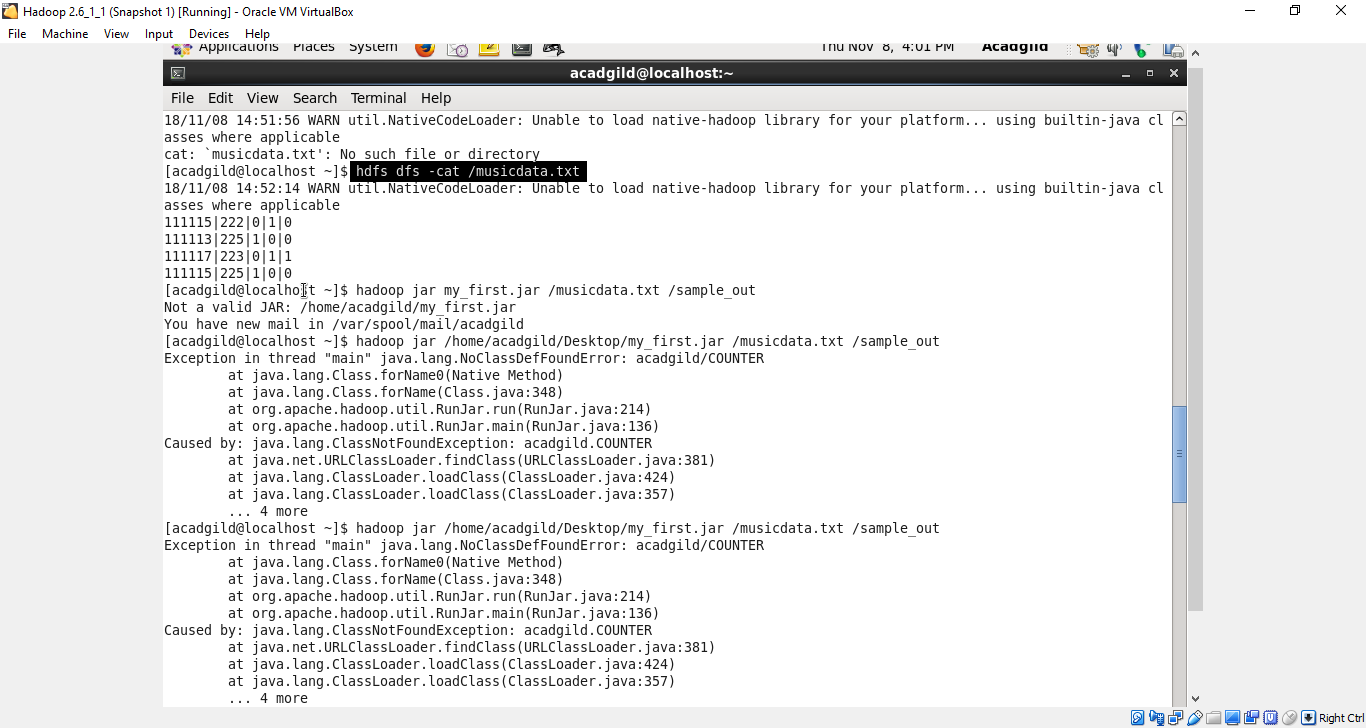 Hadoop 2.6_1_1 (Snapshot 1) [Running] - Oracle VM VirtualBox
File Machine View Input Devices Help
Applications Places System Thu Nov 8, 4:01 PM Acadgild
acadgild@localhost:~
File Edit View Search Terminal Help
18/11/08 14:51:56 WARN util.NativeCodeLoader: Unable to load native-hadoop library for your platform... using builtin-java cl
asses where applicable
cat: `musicdata.txt': No such file or directory
[acadgild@localhost ~]$ hdfs dfs -cat /musicdata.txt
18/11/08 14:52:14 WARN util.NativeCodeLoader: Unable to load native-hadoop library for your platform... using builtin-java cl
asses where applicable
111115|222|0|1|0
111113|225|1|0|0
111117|223|0|1|1
111115|225|1|0|0
[acadgild@localhost ~]$ hadoop jar my_first.jar /musicdata.txt /sample_out
Not a valid JAR: /home/acadgild/my_first.jar
You have new mail in /var/spool/mail/acadgild
[acadgild@localhost ~]$ hadoop jar /home/acadgild/Desktop/my_first.jar /musicdata.txt /sample_out
Exception in thread "main" java.lang.NoClassDefFoundError: acadgild/COUNTER
at java.lang.Class.forName0(Native Method)
at java.lang.Class.forName(Class.java:348)
at org.apache.hadoop.util.RunJar.run(RunJar.java:214)
at org.apache.hadoop.util.RunJar.main(RunJar.java:136)
Caused by: java.lang.ClassNotFoundException: acadgild.COUNTER
at java.net.URLClassLoader.findClass(URLClassLoader.java:381)
at java.lang.ClassLoader.loadClass(ClassLoader.java:424)
at java.lang.ClassLoader.loadClass(ClassLoader.java:357)
... 4 more
[acadgild@localhost ~]$ hadoop jar /home/acadgild/Desktop/my_first.jar /musicdata.txt /sample_out
Exception in thread "main" java.lang.NoClassDefFoundError: acadgild/COUNTER
at java.lang.Class.forName0(Native Method)
at java.lang.Class.forName(Class.java:348)
at org.apache.hadoop.util.RunJar.run(RunJar.java:214)
at org.apache.hadoop.util.RunJar.main(RunJar.java:136)
Caused by: java.lang.ClassNotFoundException: acadgild.COUNTER
at java.net.URLClassLoader.findClass(URLClassLoader.java:381)
at java.lang.ClassLoader.loadClass(ClassLoader.java:424)
at java.lang.ClassLoader.loadClass(ClassLoader.java:357)
... 4 more
Right Ctrl